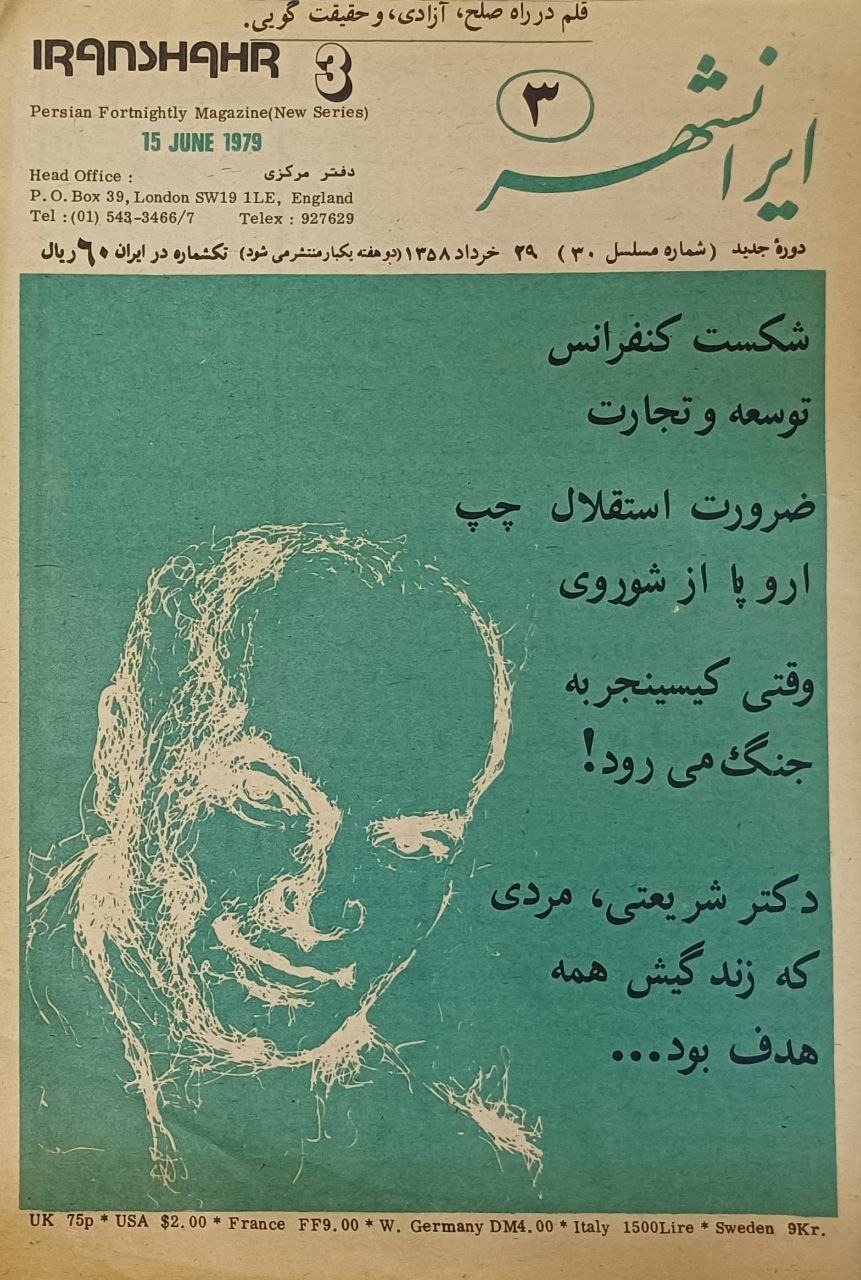 قلم در راه صلح، آزادی، و حقیقت گویی.
IRANSHAHR 3
Persian Fortnightly Magazine(New Series)
15 JUNE 1979
Head Office : دفتر مرکزی
P.O. Box 39, London SW19 1LE, England
Tel :(01) 543-3466/7 Telex : 927629
ایرانشهر
۳
دورهٔ جدید (شماره مسلسل ۳۰) ۲۹ خرداد ۱۳۵۸ (دو هفته یکبار منتشر می شود) تکشماره در ایران ۶۰ ریال
شکست کنفرانس
توسعه و تجارت
ضرورت استقلال چپ
اروپا از شوروی
وقتی کیسینجر به
جنگ می رود!
دکتر شریعتی، مردی
که زندگیش همه
هدف بود...
UK 75p * USA $2.00 * France FF9.00 * W. Germany DM4.00 * Italy 1500Lire * Sweden 9Kr.